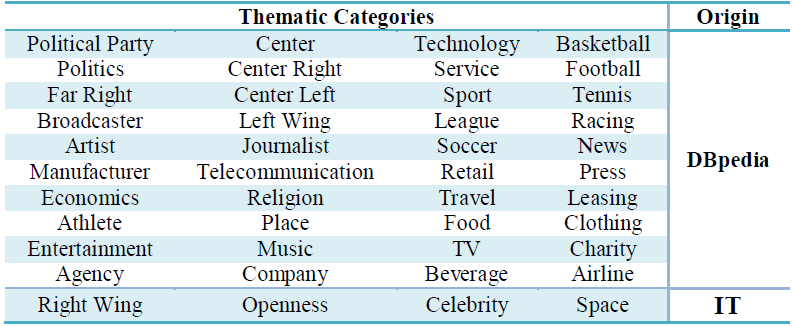 Thematic Categories Origin
Political Party Center Technology Basketball
Politics Center Right Service Football
Far Right Center Left Sport Tennis
Broadcaster Left Wing League Racing
Artist Journalist Soccer News
DBpedia
Manufacturer Telecommunication Retail Press
Economics Religion Travel Leasing
Athlete Place Food Clothing
Entertainment Music TV Charity
Agency Company Beverage Airline
Right Wing Openness Celebrity Space IT